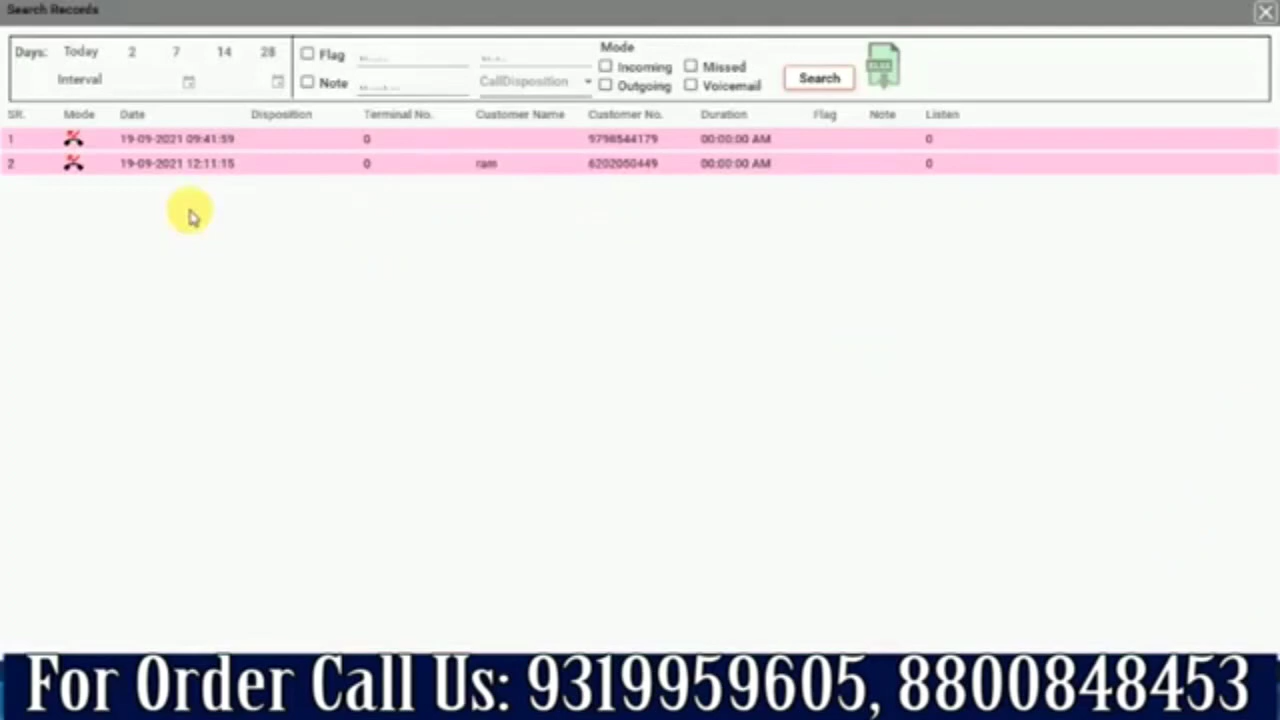 Search Records
Days: Today 2 7 14 28
Interval
Flag
Note
CallDisposition
Mode
Incoming Missed
Outgoing Voicemail
Search
SR. Mode Date Disposition Terminal No. Customer Name Customer No. Duration Flag Note Listen
1 19-09-2021 09:41:59 0 9798544179 00:00:00 AM 0
2 19-09-2021 12:11:15 0 ram 6202050449 00:00:00 AM 0
For Order Call Us: 9319959605, 8800848453